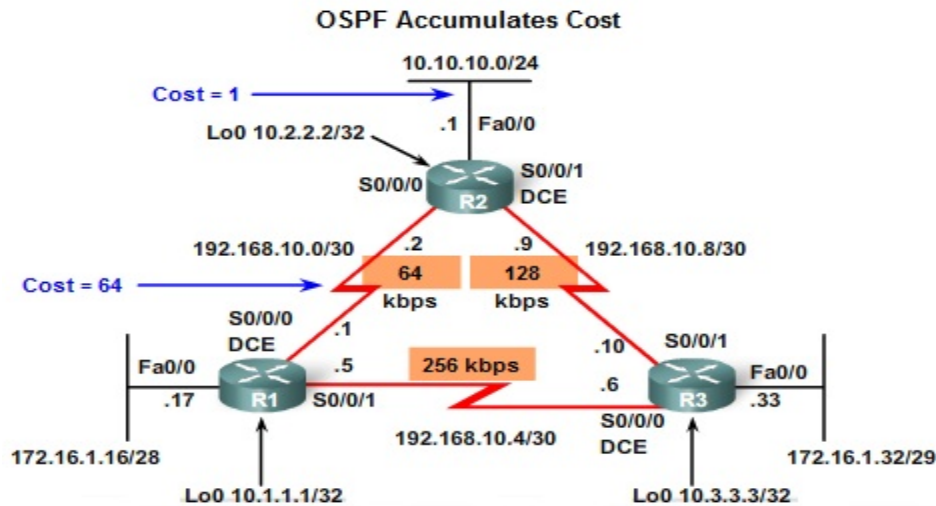 OSPF Accumulates Cost
10.10.10.0/24
Cost = 1
.1
Fa0/0
Lo0 10.2.2.2/32
S0/0/0
R2
S0/0/1
DCE
192.168.10.0/30
.2
.9
192.168.10.8/30
64
kbps
128
kbps
Cost = 64
S0/0/0
DCE
.1
.10
S0/0/1
Fa0/0
.17
R1
.5
S0/0/1
256 kbps
.6
S0/0/0
DCE
R3
Fa0/0
.33
192.168.10.4/30
172.16.1.16/28
172.16.1.32/29
Lo0 10.1.1.1/32
Lo0 10.3.3.3/32